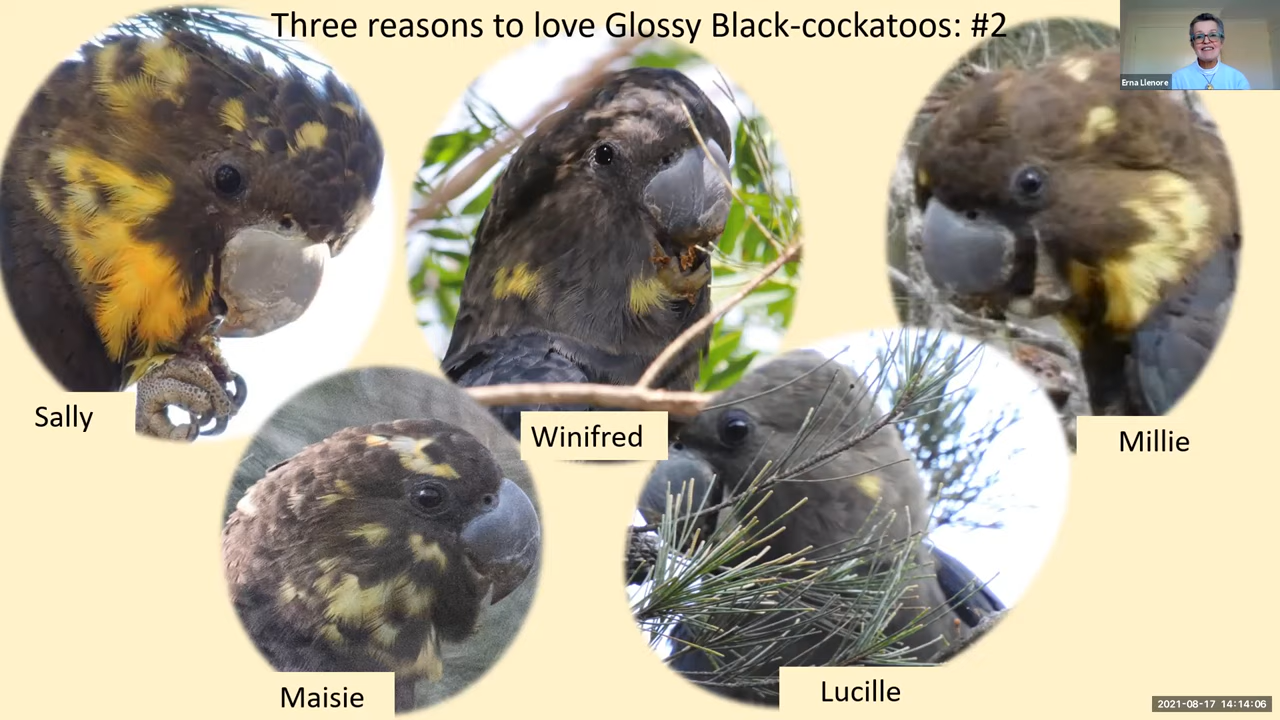 Three reasons to love Glossy Black-cockatoos: #2
Erna Llenore
Sally
Winifred
Millie
Maisie
Lucille
2021-08-17 14:14:06